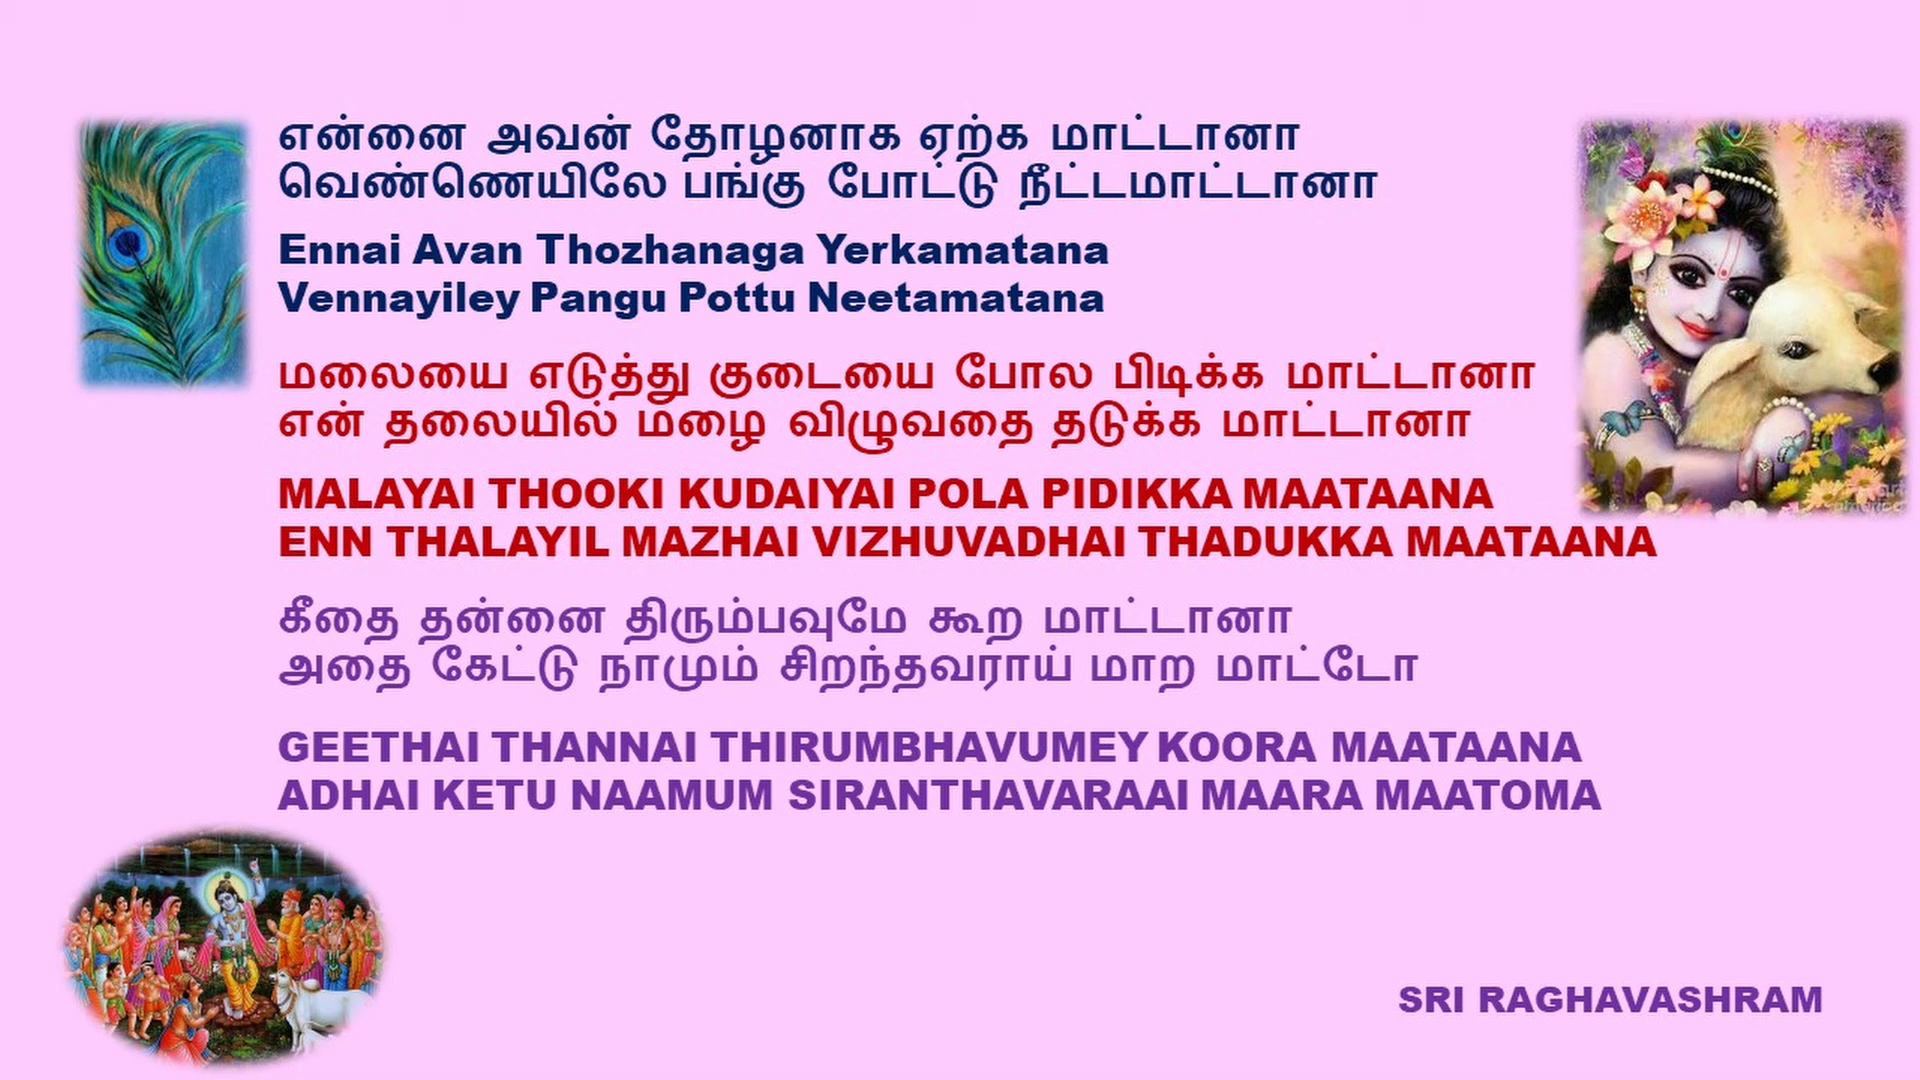 என்னை அவன் தோழனாக ஏற்க மாட்டானா
வெண்ணெயிலே பங்கு போட்டு நீட்டமாட்டானா
Ennai Avan Thozhanaga Yerkamatana
Vennayiley Pangu Pottu Neetamatana
மலையை எடுத்து குடையை போல பிடிக்க மாட்டானா
என் தலையில் மழை விழுவதை தடுக்க மாட்டானா
MALAYAI THOOKI KUDAIYAI POLA PIDIKKA MAATAANA
ENN THALAYIL MAZHAI VIZHUVADHAI THADUKKA MAATAANA
கீதை தன்னை திரும்பவுமே கூற மாட்டானா
அதை கேட்டு நாமும் சிறந்தவராய் மாற மாட்டோ
GEETHAI THANNAI THIRUMBHAVUMEY KOORA MAATAANA
ADHAI KETU NAAMUM SIRANTHAVARAAI MAARA MAATOMA
SRI RAGHAVASHRAM